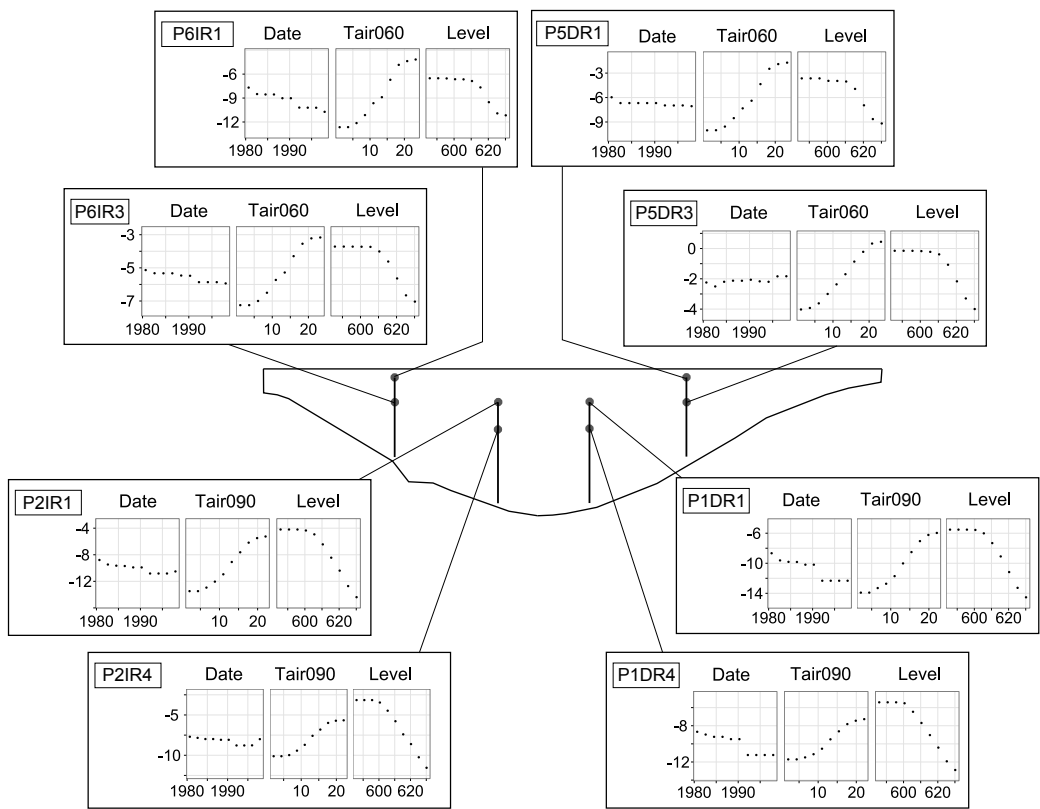 P6IR1 Date Tair060 Level
-6
-9
-12
1980 1990 10 20 600 620
P5DR1 Date Tair060 Level
-3
-6
-9
1980 1990 10 20 600 620
P6IR3 Date Tair060 Level
-3
-5
-7
1980 1990 10 20 600 620
P5DR3 Date Tair060 Level
0
-2
-4
1980 1990 10 20 600 620
P2IR1 Date Tair090 Level
-4
-8
-12
1980 1990 10 20 600 620
P1DR1 Date Tair090 Level
-6
-10
-14
1980 1990 10 20 600 620
P2IR4 Date Tair090 Level
-5
-10
1980 1990 10 20 600 620
P1DR4 Date Tair090 Level
-8
-12
1980 1990 10 20 600 620